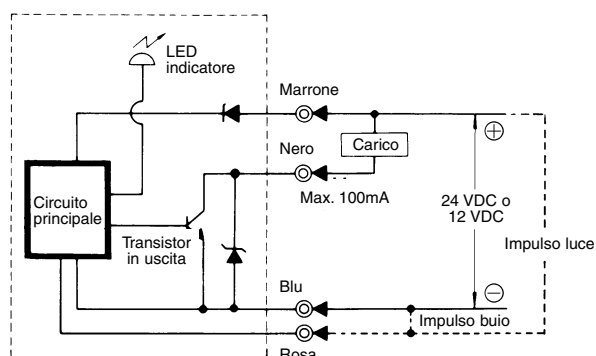 LED
indicatore
Marrone
Nero
Carico
Max. 100mA
Circuito
principale
Transistor
in uscita
24 VDC o
12 VDC
Impulso luce
Blu
Impulso buio
Rosa